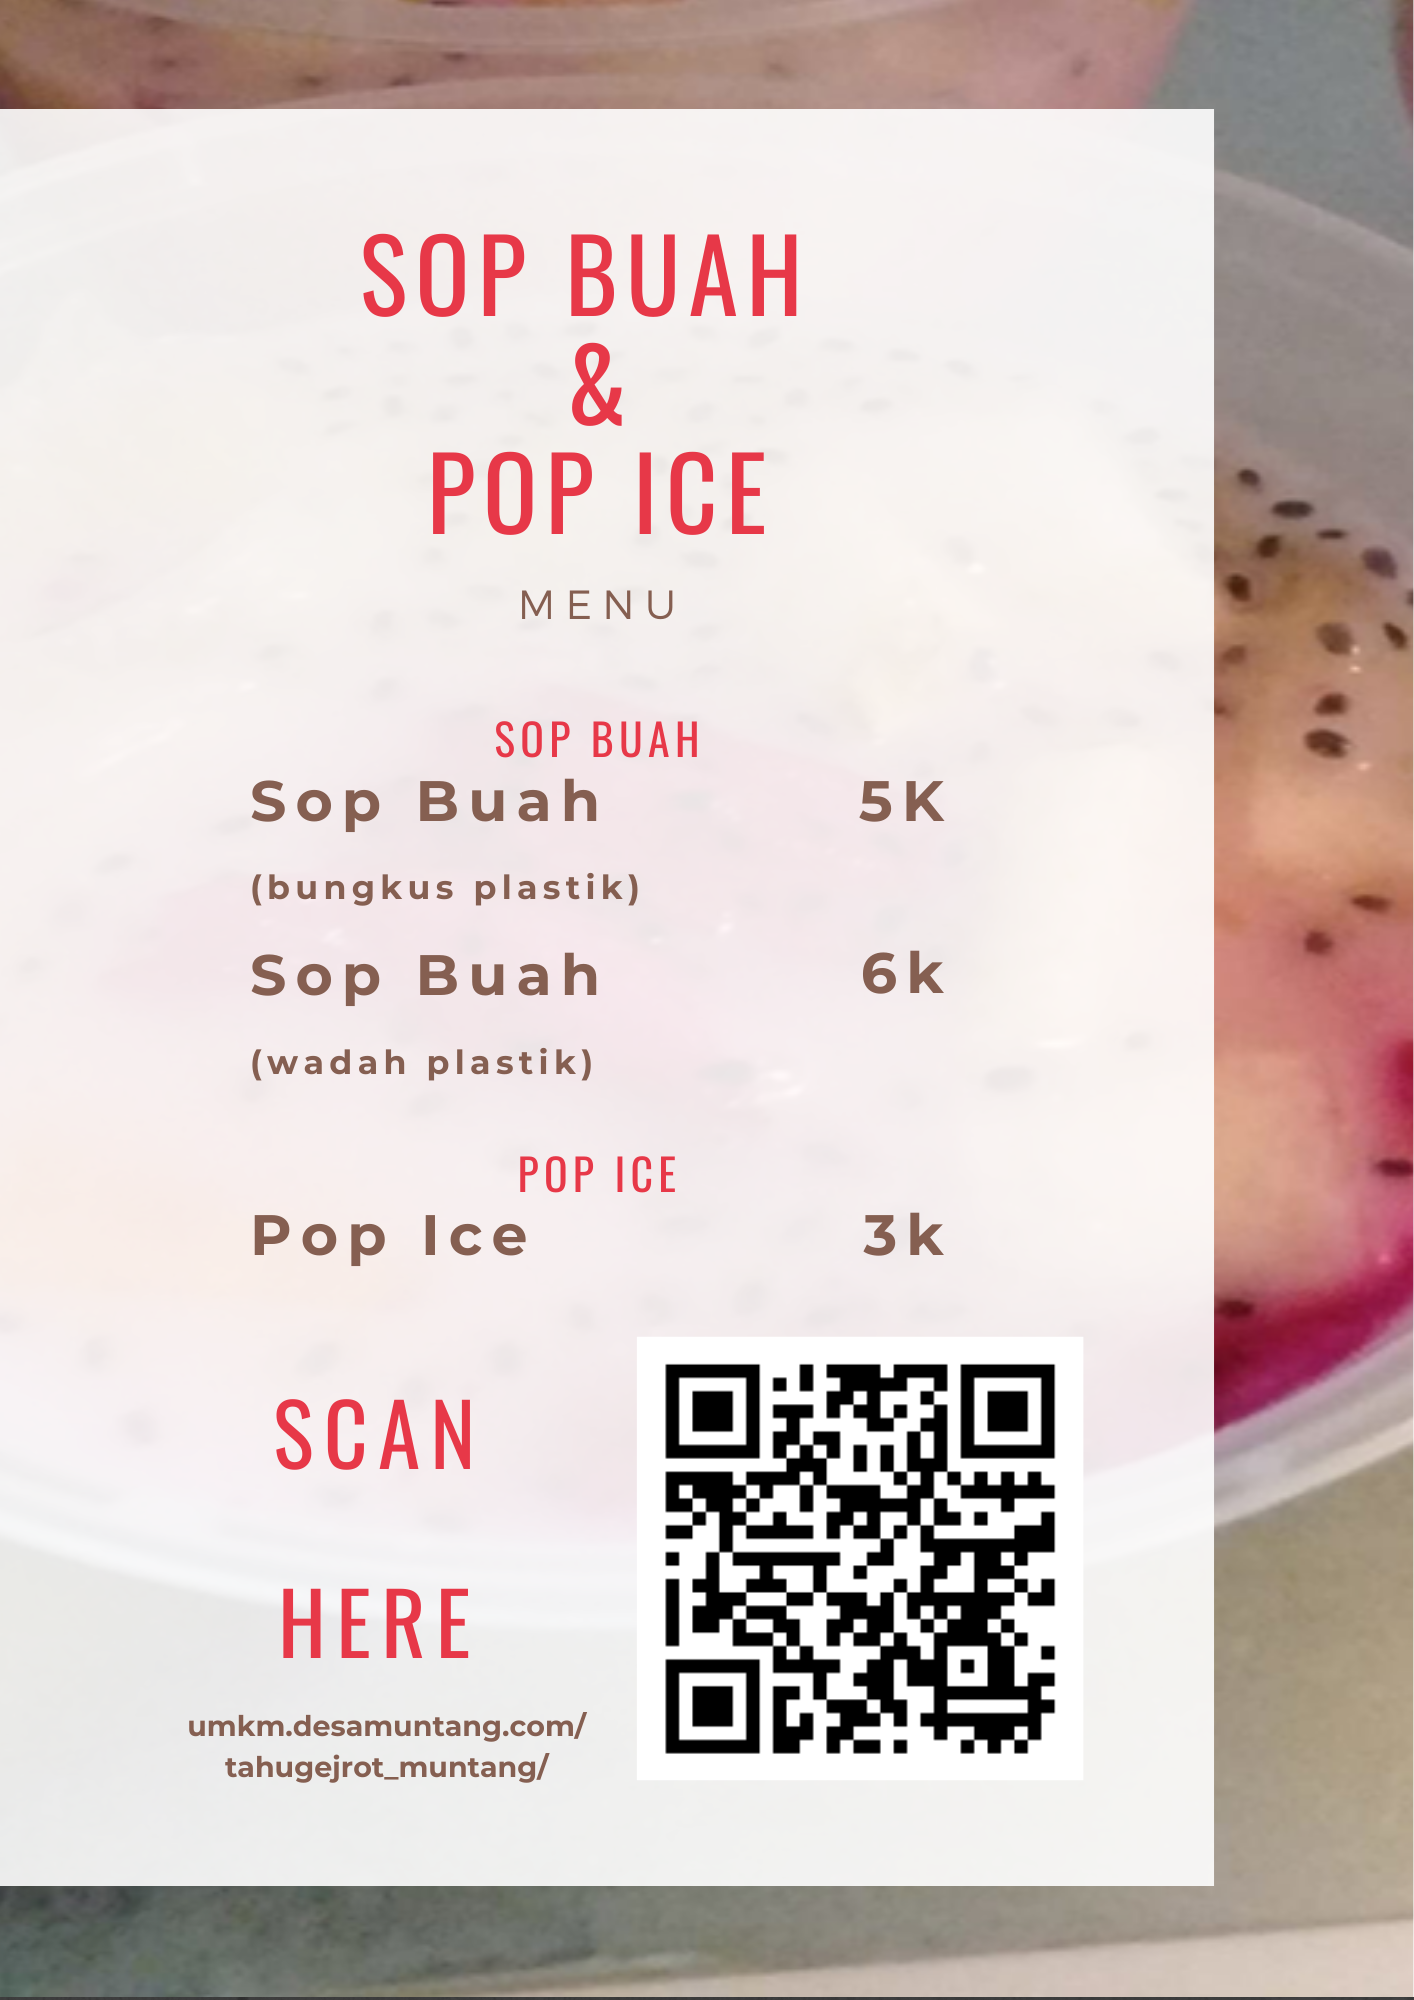 SOP BUAH
&
POP ICE
MENU
SOP BUAH
Sop Buah 5K
(bungkus plastik)
Sop Buah 6k
(wadah plastik)
POP ICE
Pop Ice 3k
SCAN
HERE
umkm.desamuntang.com/
tahugejrot_muntang/